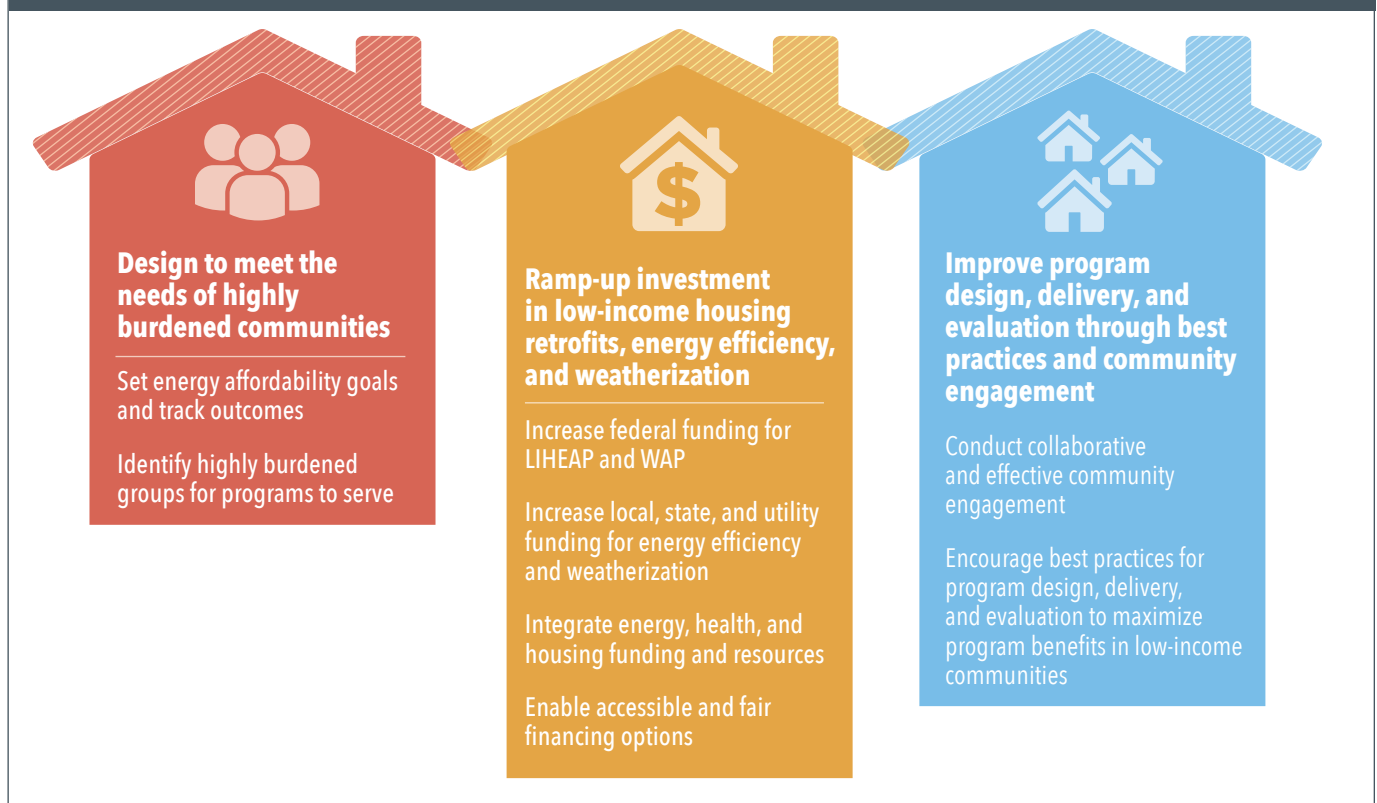 Design to meet the
needs of highly
burdened communities
Set energy affordability goals
and track outcomes
Identify highly burdened
groups for programs to serve
$
Ramp-up investment
in low-income housing
retrofits, energy efficiency,
and weatherization
Increase federal funding for
LIHEAP and WAP
Increase local, state, and utility
funding for energy efficiency
and weatherization
Integrate energy, health, and
housing funding and resources
Enable accessible and fair
financing options
Improve program
design, delivery, and
evaluation through best
practices and community
engagement
Conduct collaborative
and effective community
engagement
Encourage best practices for
program design, delivery,
and evaluation to maximize
program benefits in low-income
communities